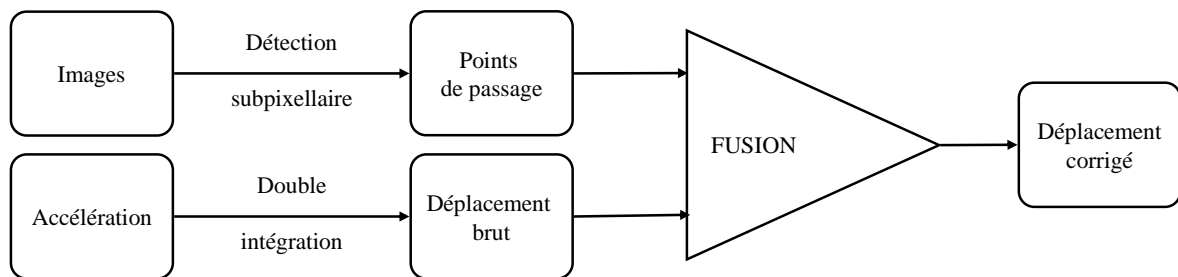 Images
Détection
subpixellaire
Points
de passage
FUSION
Déplacement
corrigé
Accélération
Double
intégration
Déplacement
brut